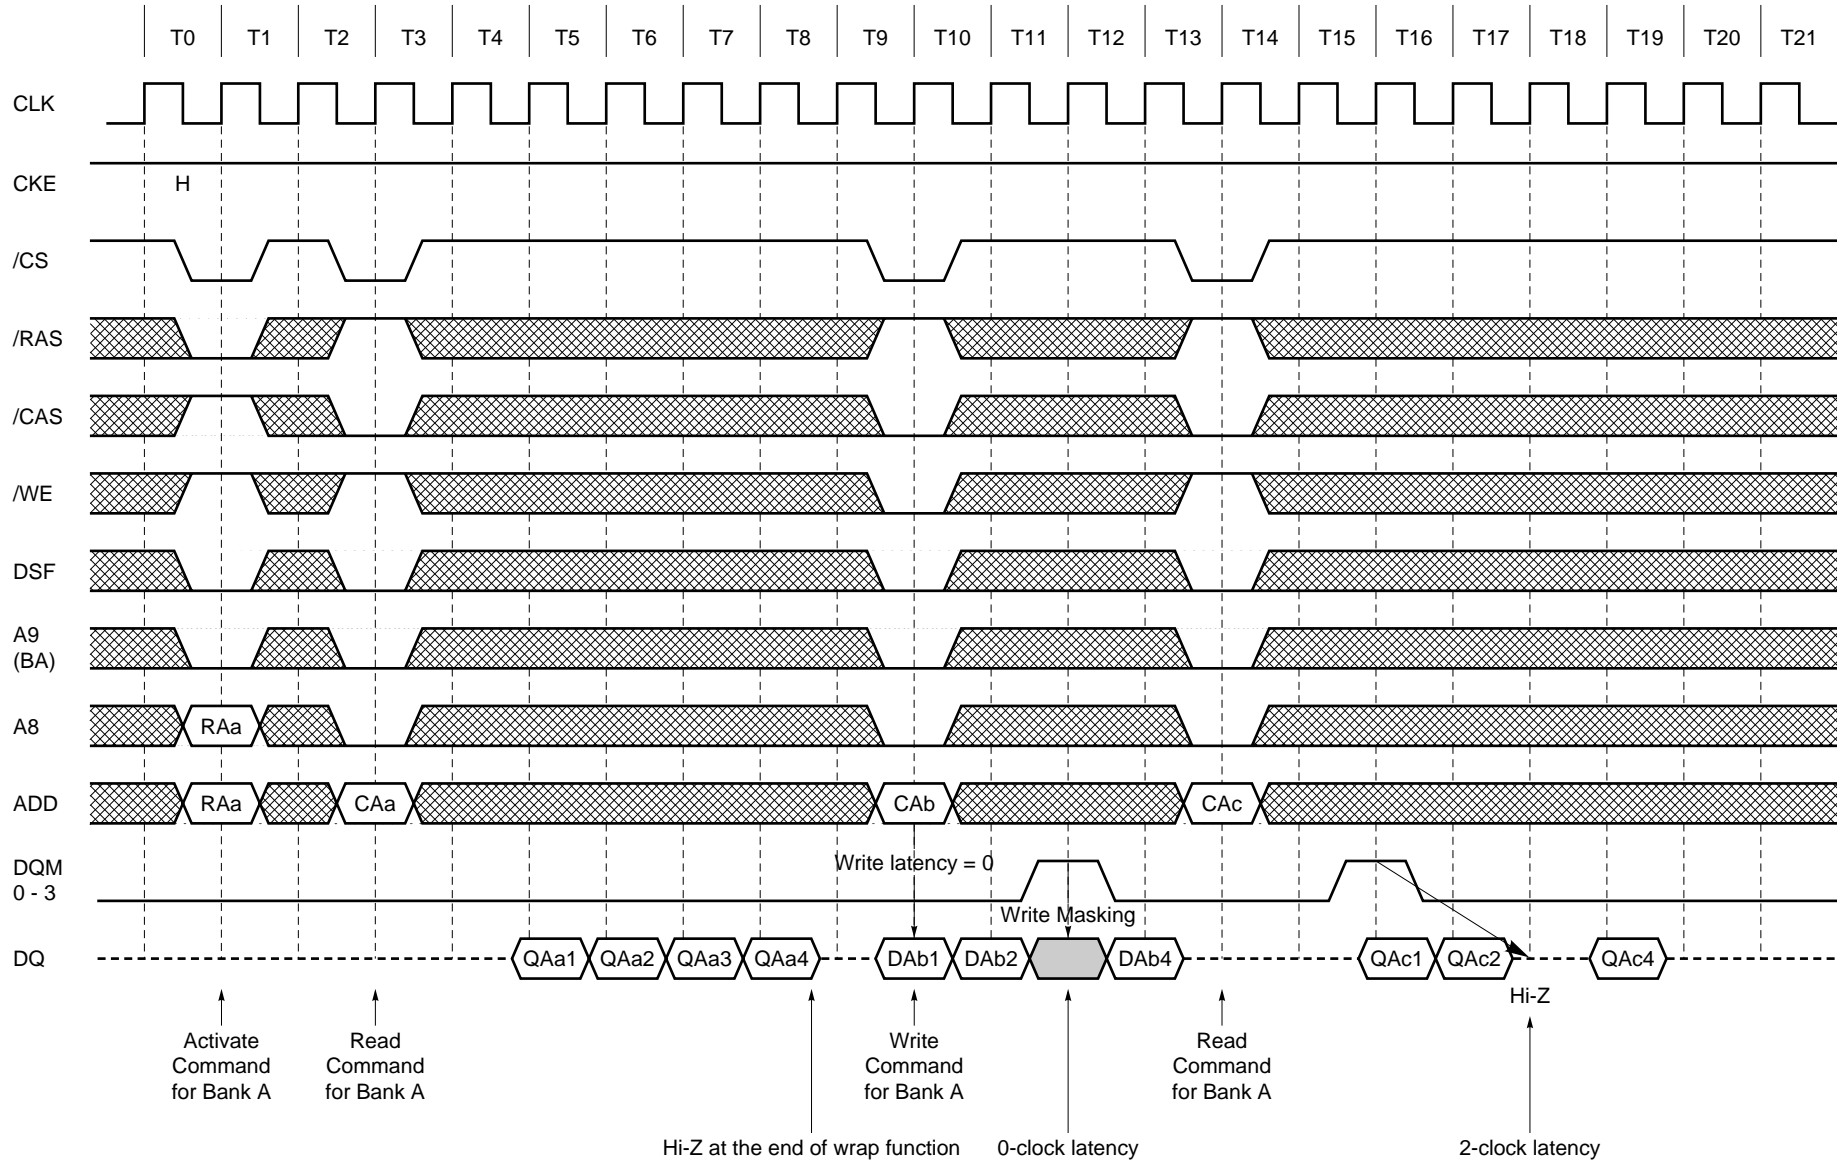 T0 T1 T2 T3 T4 T5 T6 T7 T8 T9 T10 T11 T12 T13 T14 T15 T16 T17 T18 T19 T20 T21
CLK
CKE H
/CS
/RAS
/CAS
/WE
DSF
A9
(BA)
A8 RAa
ADD RAa CAa CAb CAc
DQM
0 - 3
Write latency = 0
Write Masking
DQ QAa1 QAa2 QAa3 QAa4 DAb1 DAb2 DAb4 QAc1 QAc2 QAc4
Hi-Z
Activate
Command
for Bank A
Read
Command
for Bank A
Write
Command
for Bank A
Read
Command
for Bank A
Hi-Z at the end of wrap function
0-clock latency
2-clock latency